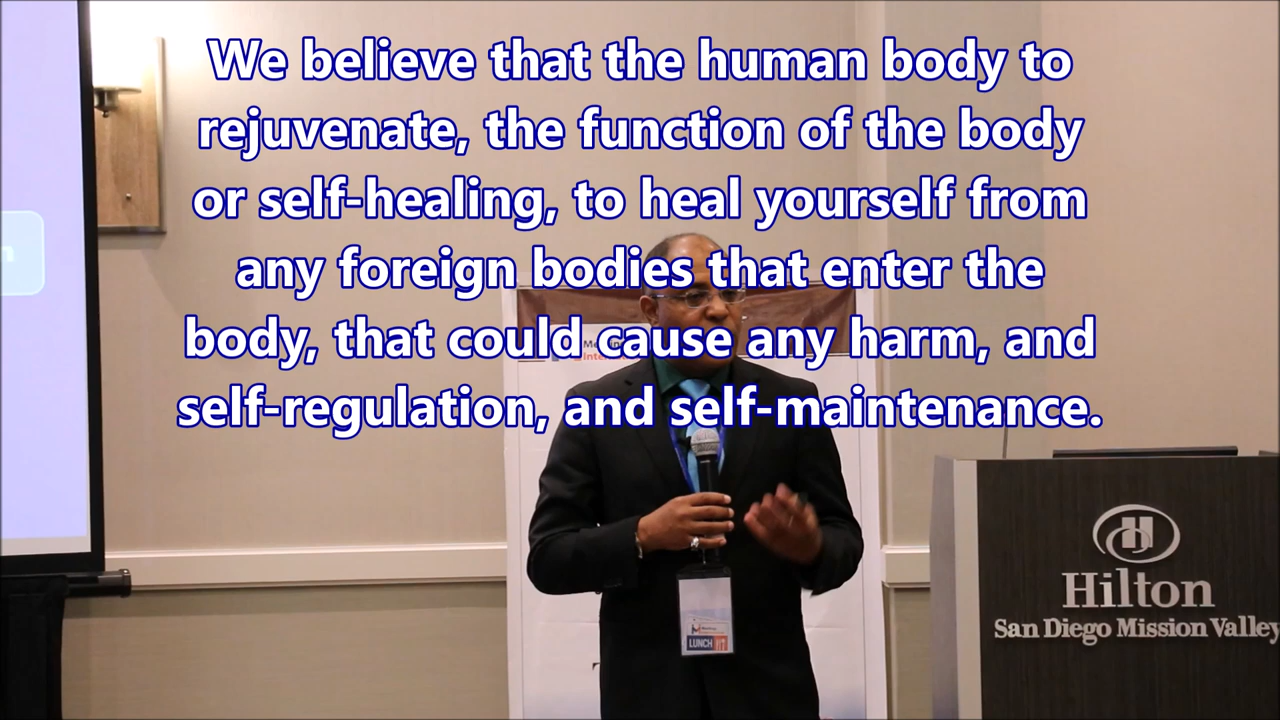 We believe that the human body to
rejuvenate, the function of the body
or self-healing, to heal yourself from
any foreign bodies that enter the
body, that could cause any harm, and
self-regulation, and self-maintenance.
LUNCH
Hilton
San Diego Mission Valley